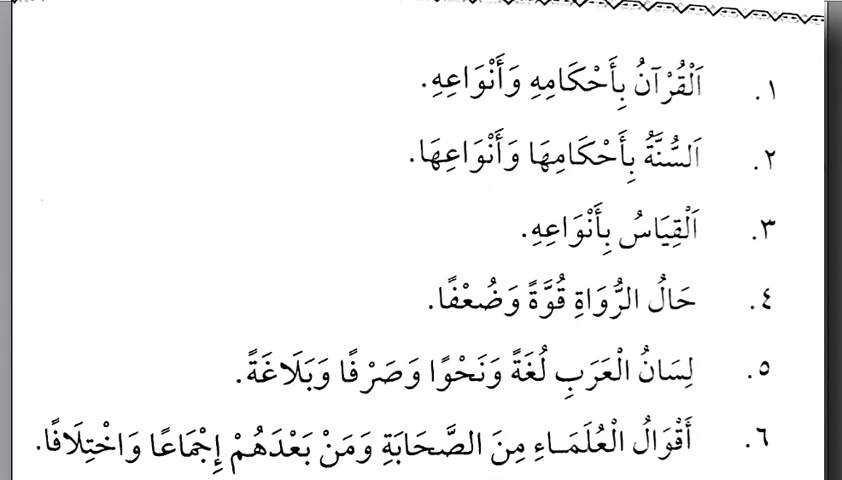 ١. اَلْقُرْآنُ بِأَحْكَامِهِ وَأَنْوَاعِهِ.
٢. اَلسُّنَّةُ بِأَحْكَامِهَا وَأَنْوَاعِهَا.
٣. اَلْقِيَاسُ بِأَنْوَاعِهِ.
٤. حَالُ الرُّوَاةِ قُوَّةً وَضُعْفًا.
٥. لِسَانُ الْعَرَبِ لُغَةً وَنَحْوًا وَصَرْفًا وَبَلَاغَةً.
٦. أَقْوَالُ الْعُلَمَـاءِ مِنَ الصَّحَابَةِ وَمَنْ بَعْدَهُمْ إِجْمَاعًا وَاخْتِلَافًا.